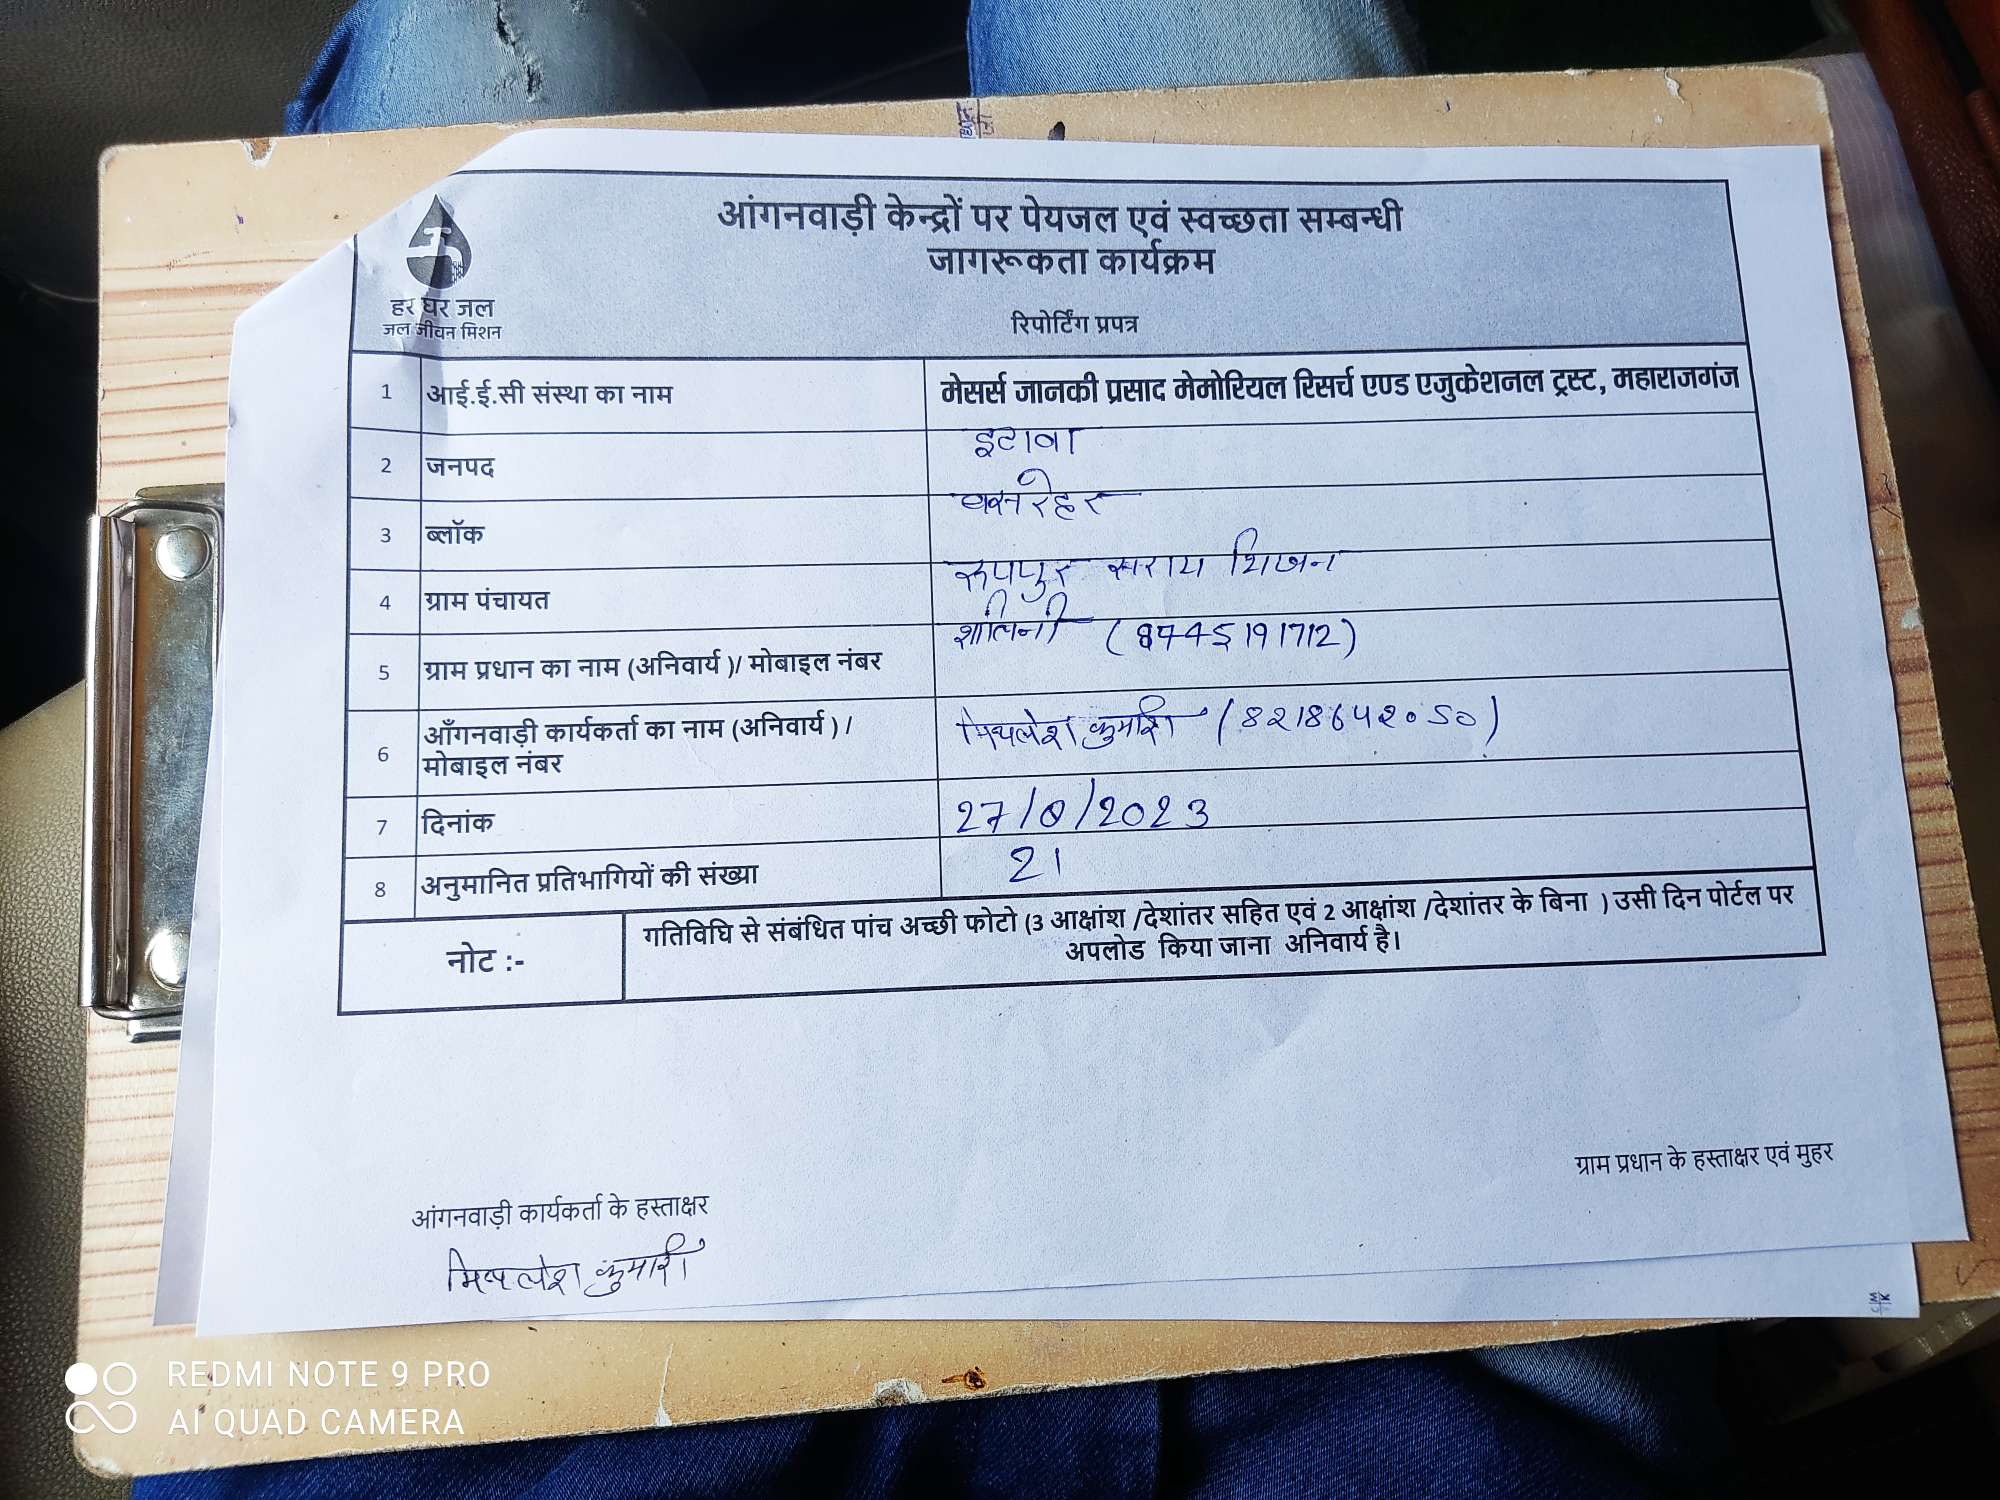 हर घर जल
जल जीवन मिशन
आंगनवाड़ी केन्द्रों पर पेयजल एवं स्वच्छता सम्बन्धी
जागरूकता कार्यक्रम
रिपोर्टिंग प्रपत्र
1 आई.ई.सी संस्था का नाम मेसर्स जानकी प्रसाद मेमोरियल रिसर्च एण्ड एजुकेशनल ट्रस्ट, महाराजगंज
2 जनपद इटावा
3 ब्लॉक
4 ग्राम पंचायत रूपपुर सराय
5 ग्राम प्रधान का नाम (अनिवार्य )/ मोबाइल नंबर (8745191712)
6 आँगनवाड़ी कार्यकर्ता का नाम (अनिवार्य ) /
मोबाइल नंबर मिथलेश कुमारी (8218642050)
7 दिनांक 27/8/2023
8 अनुमानित प्रतिभागियों की संख्या 21
नोट :- गतिविधि से संबंधित पांच अच्छी फोटो (3 आक्षांश /देशांतर सहित एवं 2 आक्षांश /देशांतर के बिना ) उसी दिन पोर्टल पर
अपलोड किया जाना अनिवार्य है।
ग्राम प्रधान के हस्ताक्षर एवं मुहर
आंगनवाड़ी कार्यकर्ता के हस्ताक्षर
मिथलेश कुमारी
REDMI NOTE 9 PRO
AI QUAD CAMERA